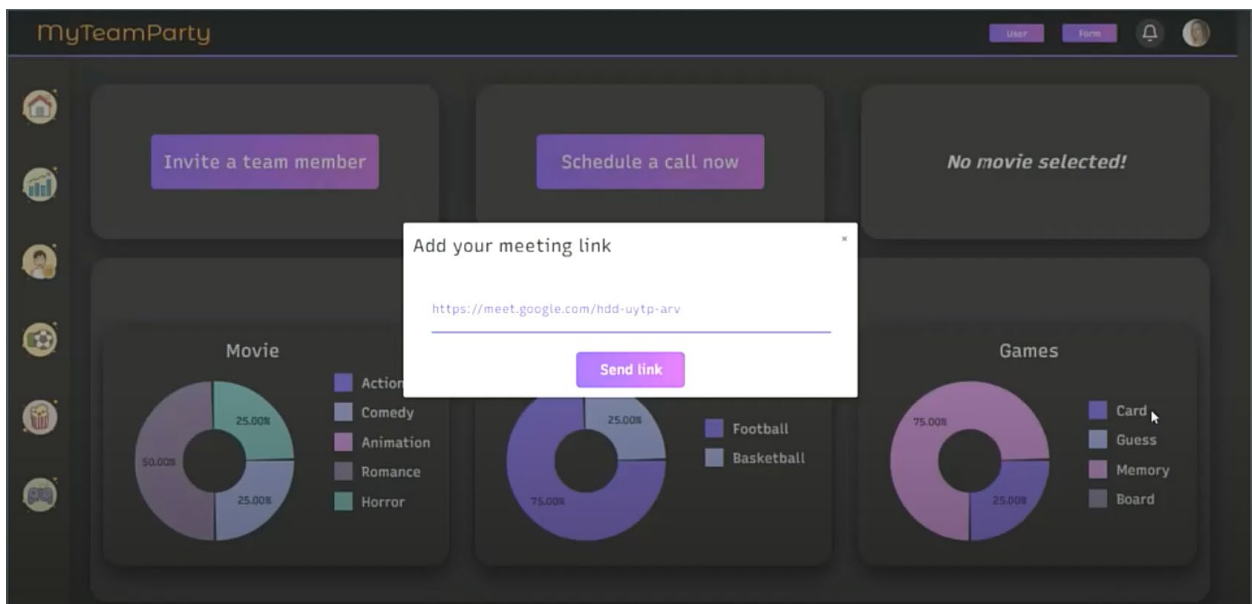 MyTeamParty
User
Form
Invite a team member
Schedule a call now
No movie selected!
Add your meeting link
×
https://meet.google.com/hdd-uytp-arv
Send link
Movie
25.00%
50.00%
25.00%
Action
Comedy
Animation
Romance
Horror
25.00%
75.00%
Football
Basketball
Games
75.00%
25.00%
Card
Guess
Memory
Board